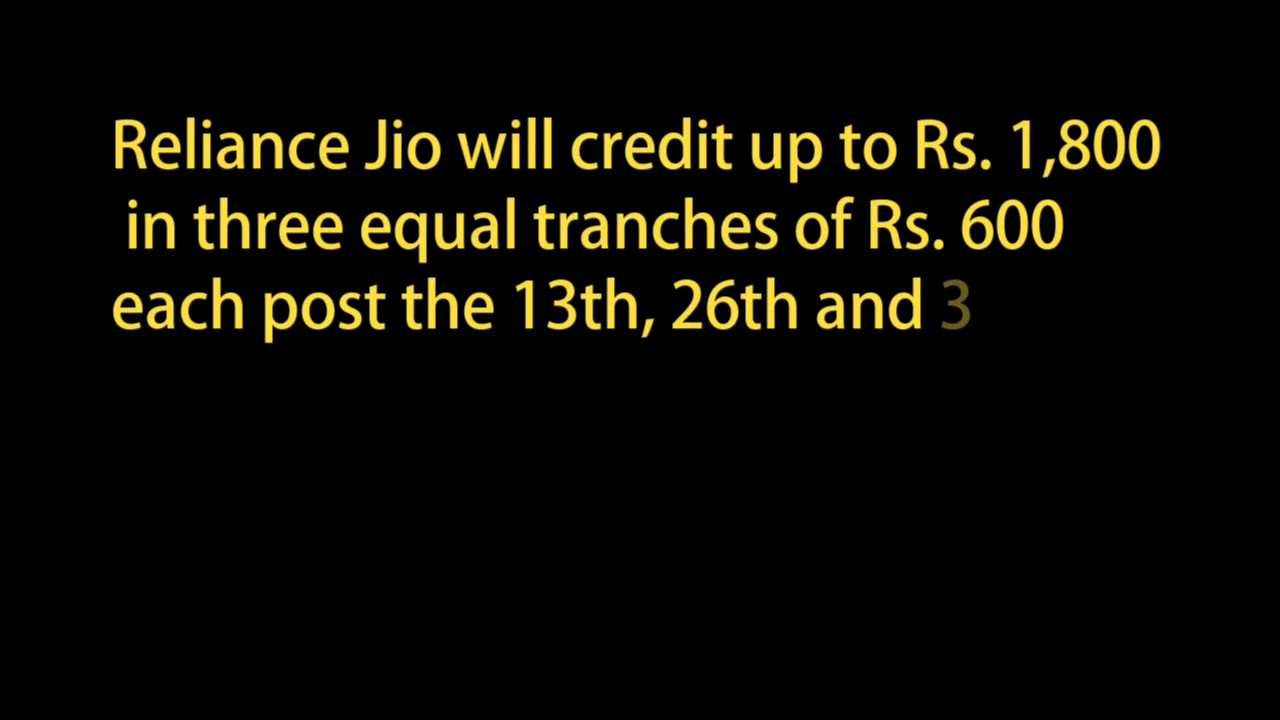 Reliance Jio will credit up to Rs. 1,800
in three equal tranches of Rs. 600
each post the 13th, 26th and 3